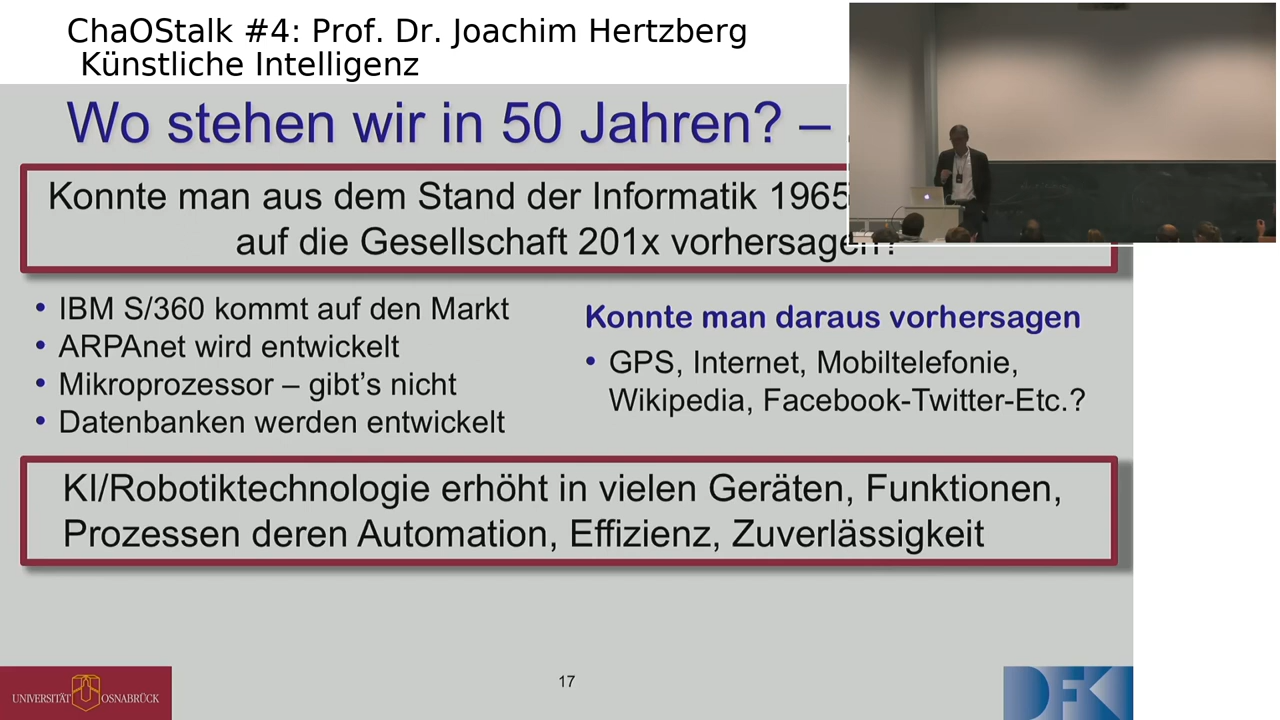 ChaOStalk #4: Prof. Dr. Joachim Hertzberg
Künstliche Intelligenz
Wo stehen wir in 50 Jahren? –
Konnte man aus dem Stand der Informatik 1965
auf die Gesellschaft 201x vorhersagen?
• IBM S/360 kommt auf den Markt
• ARPAnet wird entwickelt
• Mikroprozessor – gibt’s nicht
• Datenbanken werden entwickelt
Konnte man daraus vorhersagen
• GPS, Internet, Mobiltelefonie,
Wikipedia, Facebook-Twitter-Etc.?
KI/Robotiktechnologie erhöht in vielen Geräten, Funktionen,
Prozessen deren Automation, Effizienz, Zuverlässigkeit
UNIVERSITÄT OSNABRÜCK
17
DFK